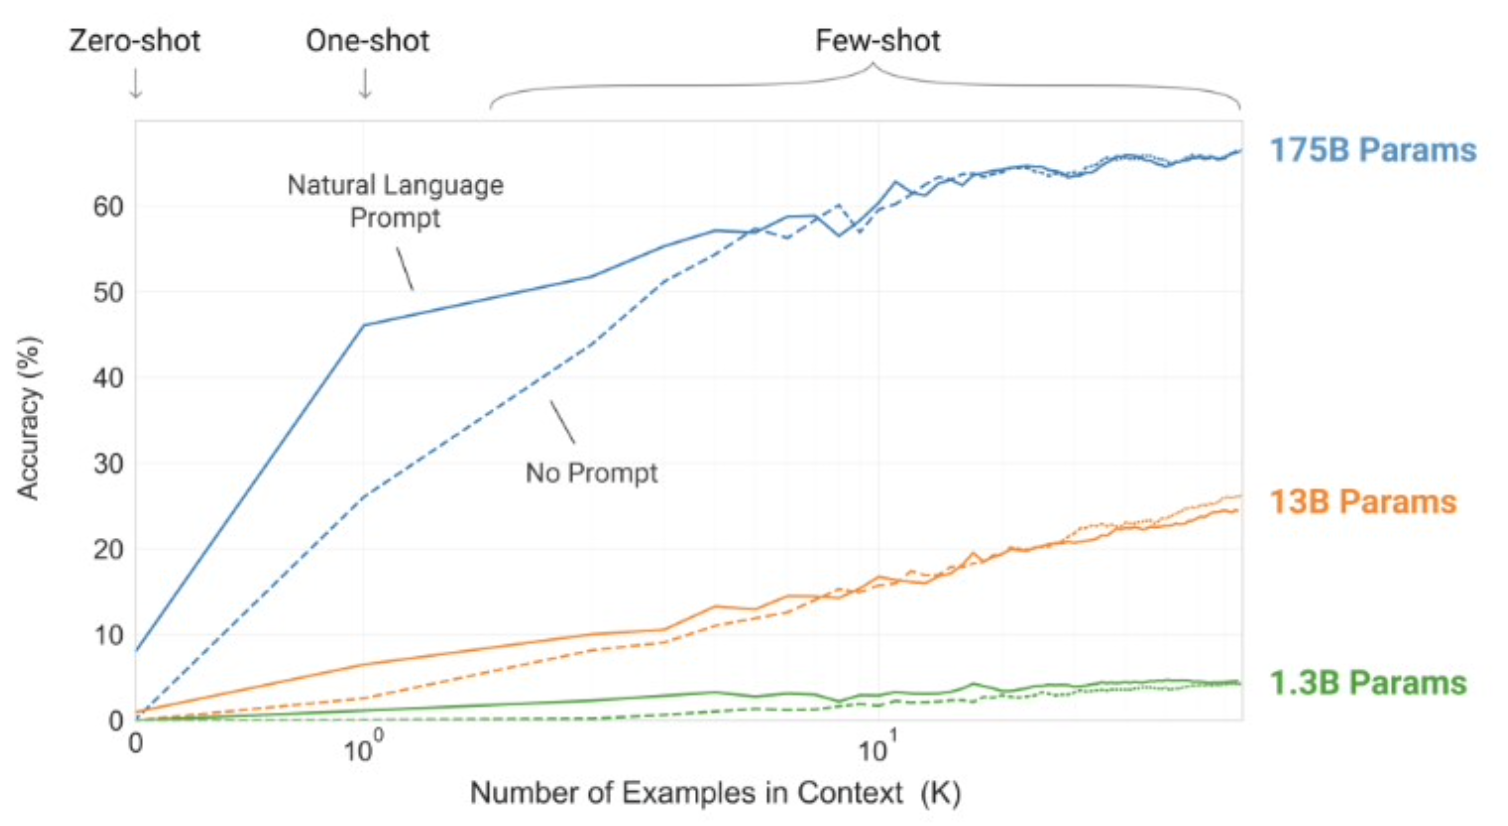 Zero-shot
One-shot
Few-shot
175B Params
Natural Language
Prompt
60
50
40
No Prompt
30
13B Params
20
10
1.3B Params
0
Accuracy (%)
0
10^0
10^1
Number of Examples in Context (K)